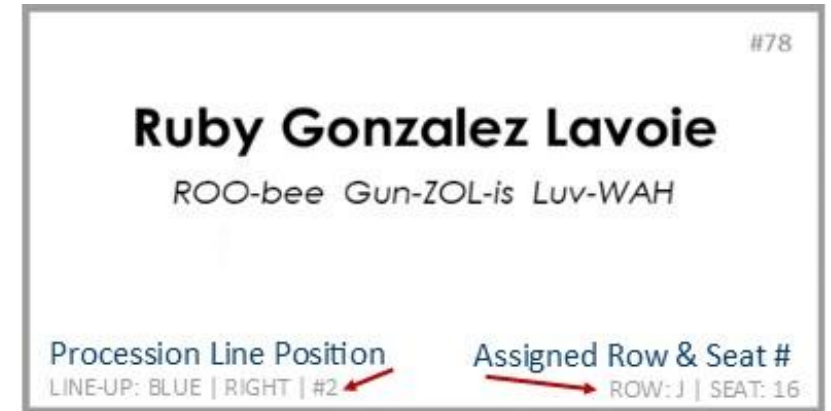 #78
Ruby Gonzalez Lavoie
ROO-bee Gun-ZOL-is Luv-WAH
Procession Line Position
Assigned Row & Seat #
LINE-UP: BLUE | RIGHT | #2
ROW: J | SEAT: 16